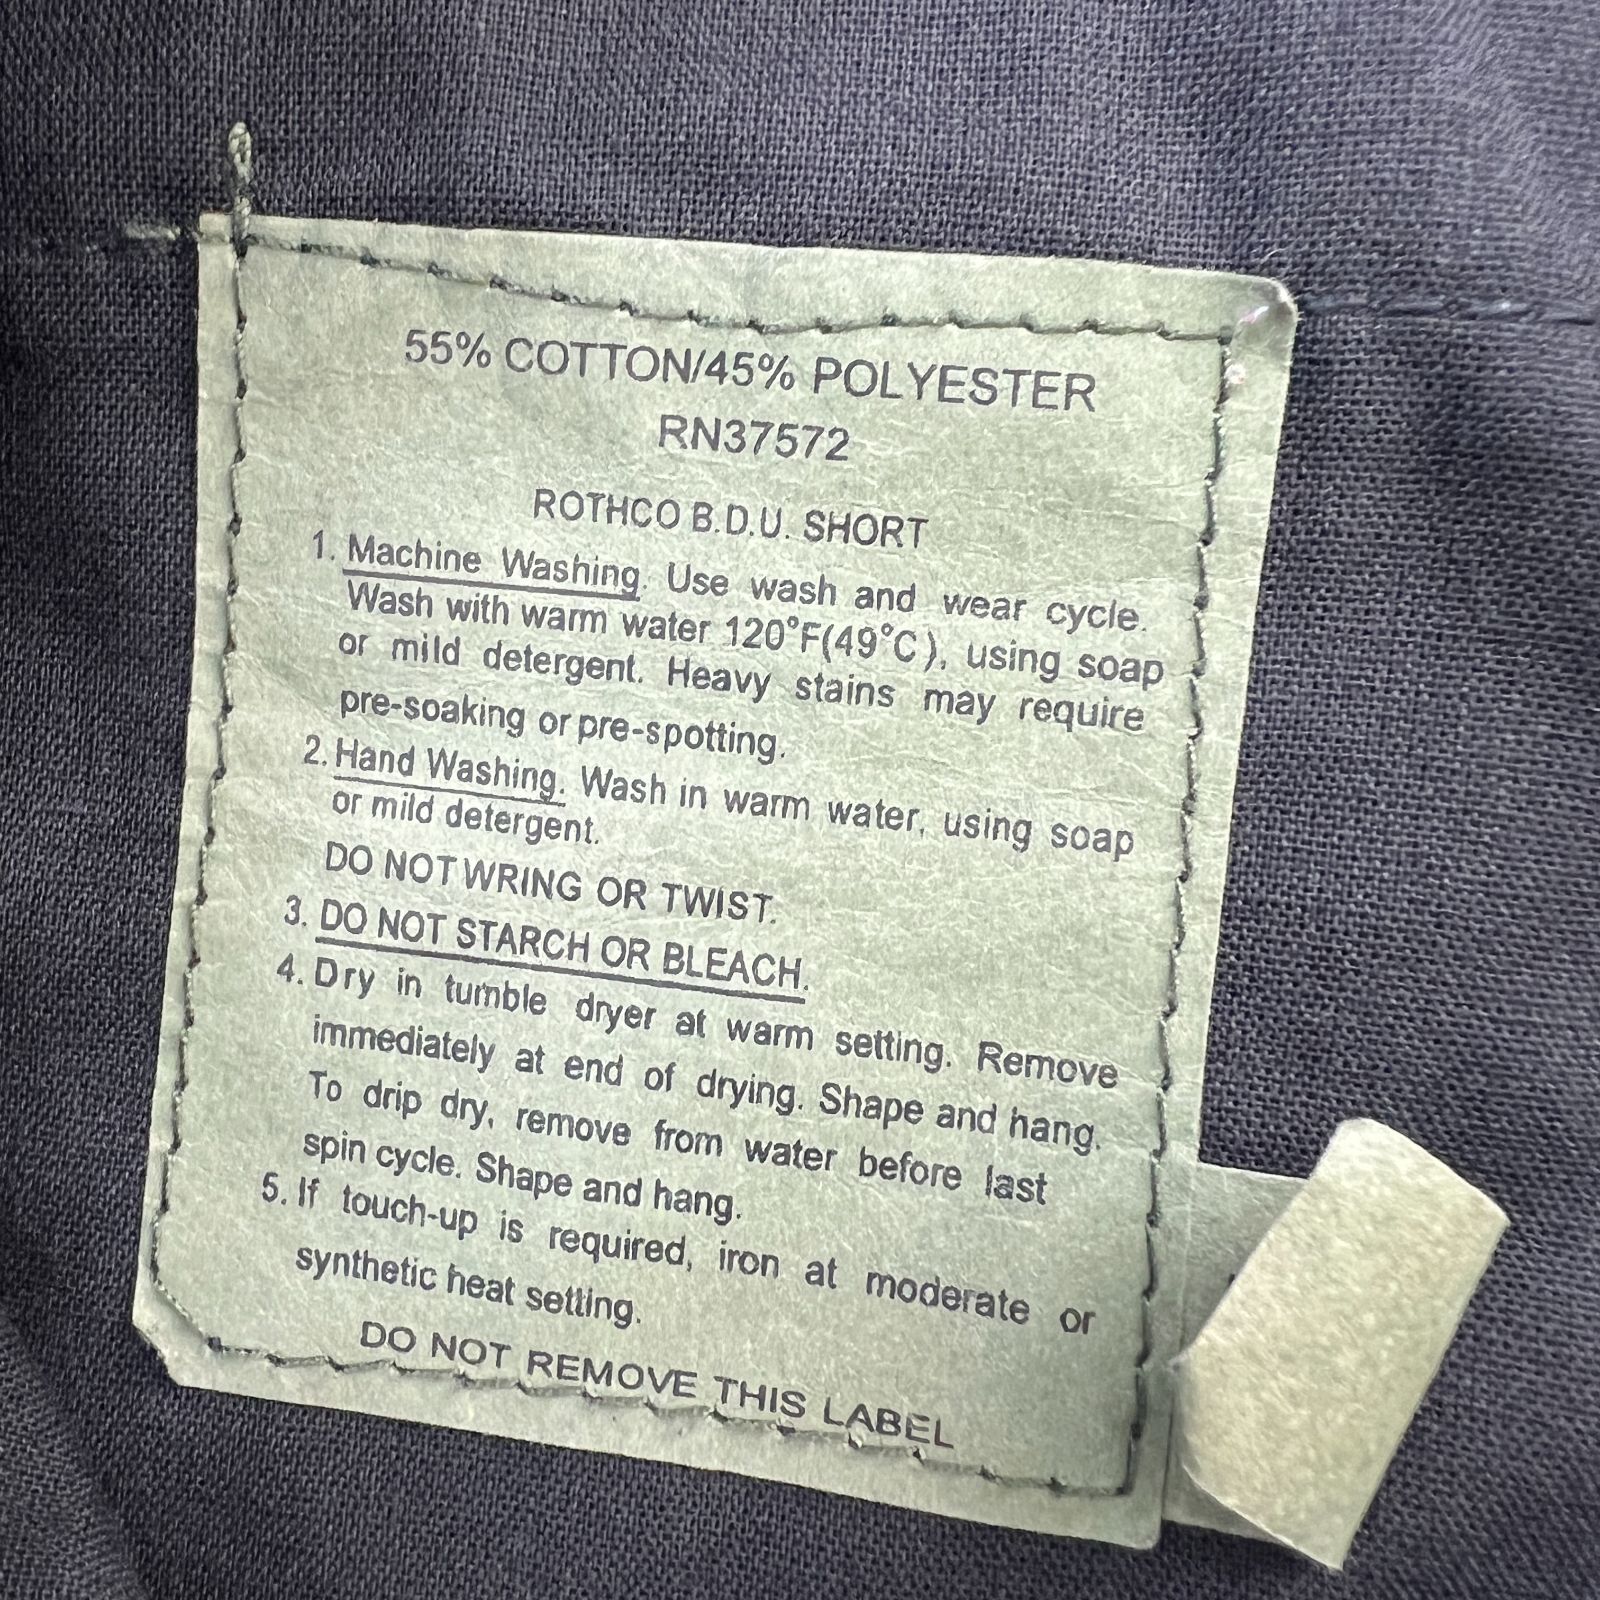 55% COTTON/45% POLYESTER
RN37572
ROTHCO B.D.U. SHORT
1. Machine Washing. Use wash and wear cycle.
Wash with warm water 120°F(49°C), using soap
or mild detergent. Heavy stains may require
pre-soaking or pre-spotting.
2. Hand Washing. Wash in warm water, using soap
or mild detergent.
DO NOT WRING OR TWIST.
3. DO NOT STARCH OR BLEACH.
4. Dry in tumble dryer at warm setting. Remove
immediately at end of drying. Shape and hang.
To drip dry, remove from water before last
spin cycle. Shape and hang.
5. If touch-up is required, iron at moderate or
synthetic heat setting.
DO NOT REMOVE THIS LABEL